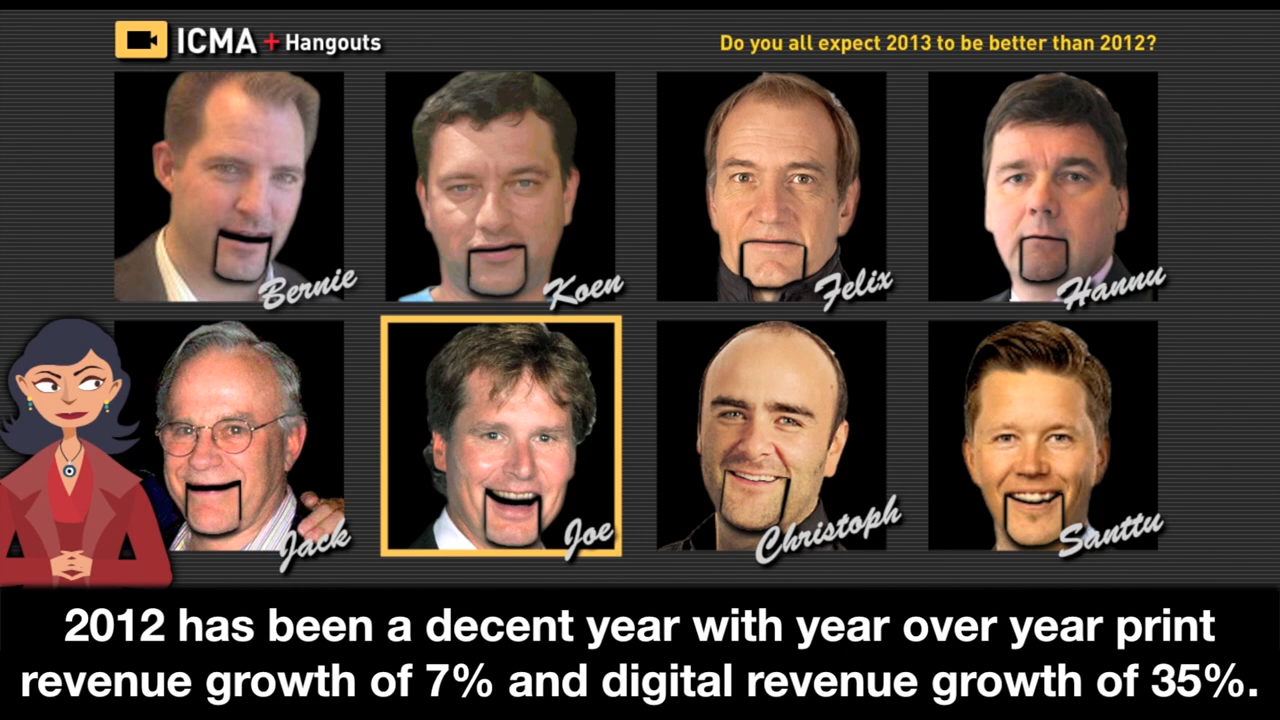 ICMA + Hangouts
Do you all expect 2013 to be better than 2012?
Bernie
Koen
Felix
Hannu
Jack
Joe
Christoph
Santtu
2012 has been a decent year with year over year print
revenue growth of 7% and digital revenue growth of 35%.